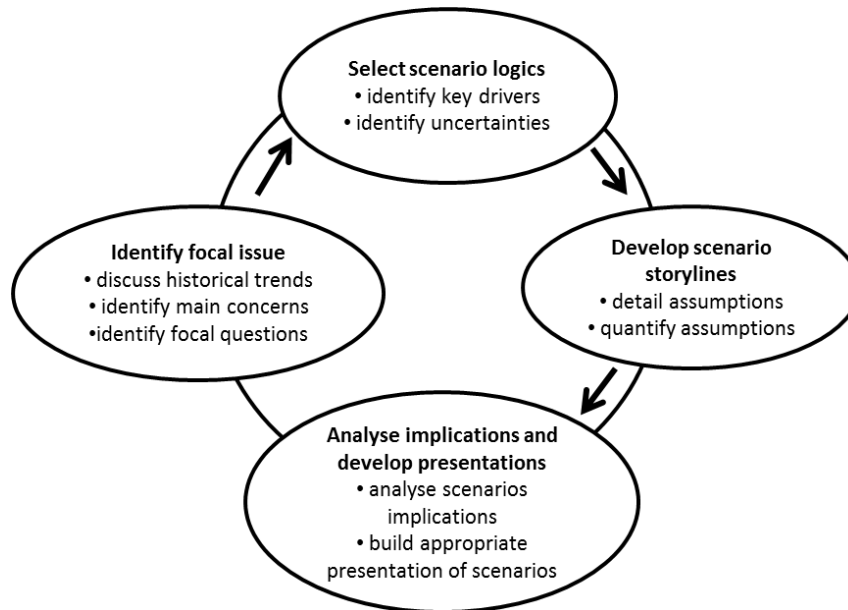 Select scenario logics
• identify key drivers
• identify uncertainties
Identify focal issue
• discuss historical trends
• identify main concerns
•identify focal questions
Develop scenario
storylines
• detail assumptions
• quantify assumptions
Analyse implications and
develop presentations
• analyse scenarios
implications
• build appropriate
presentation of scenarios